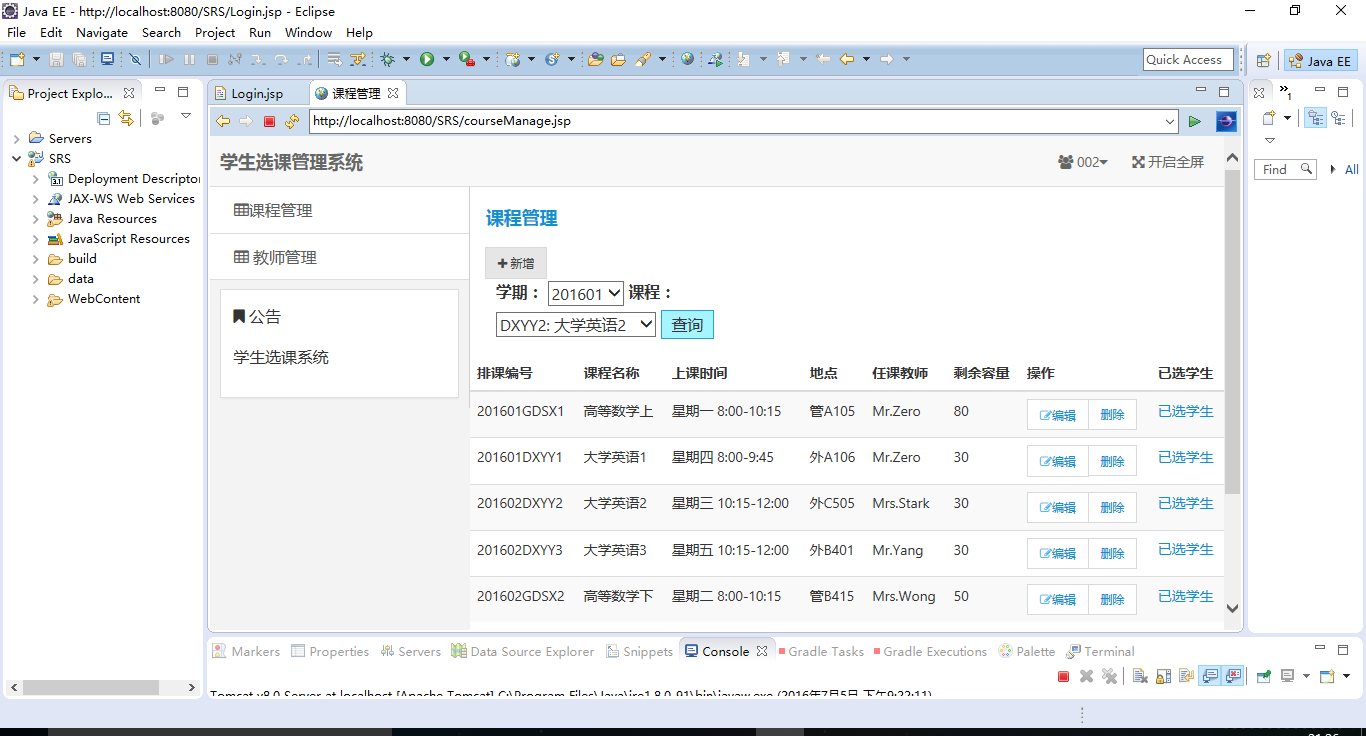 Java EE - http://localhost:8080/SRS/Login.jsp - Eclipse
File Edit Navigate Search Project Run Window Help
Quick Access
Java EE
Project Explo...
Login.jsp
课程管理
1
Servers
SRS
Deployment Descripto
JAX-WS Web Services
Java Resources
JavaScript Resources
build
data
WebContent
http://localhost:8080/SRS/courseManage.jsp
Find
All
学生选课管理系统
002
开启全屏
课程管理
教师管理
公告
学生选课系统
课程管理
新增
学期： 201601 课程：
DXYY2: 大学英语2 查询
排课编号 课程名称 上课时间 地点 任课教师 剩余容量 操作 已选学生
201601GDSX1 高等数学上 星期一 8:00-10:15 管A105 Mr.Zero 80 编辑 删除 已选学生
201601DXYY1 大学英语1 星期四 8:00-9:45 外A106 Mr.Zero 30 编辑 删除 已选学生
201602DXYY2 大学英语2 星期三 10:15-12:00 外C505 Mrs.Stark 30 编辑 删除 已选学生
201602DXYY3 大学英语3 星期五 10:15-12:00 外B401 Mr.Yang 30 编辑 删除 已选学生
201602GDSX2 高等数学下 星期二 8:00-10:15 管B415 Mrs.Wong 50 编辑 删除 已选学生
Markers Properties Servers Data Source Explorer Snippets Console Gradle Tasks Gradle Executions Palette Terminal
Tomcat v8.0 Server at localhost [Apache Tomcat] C:\Program Files\Java\jre1.8.0_91\bin\javaw.exe (2016年7月5日 下午9:22:11)